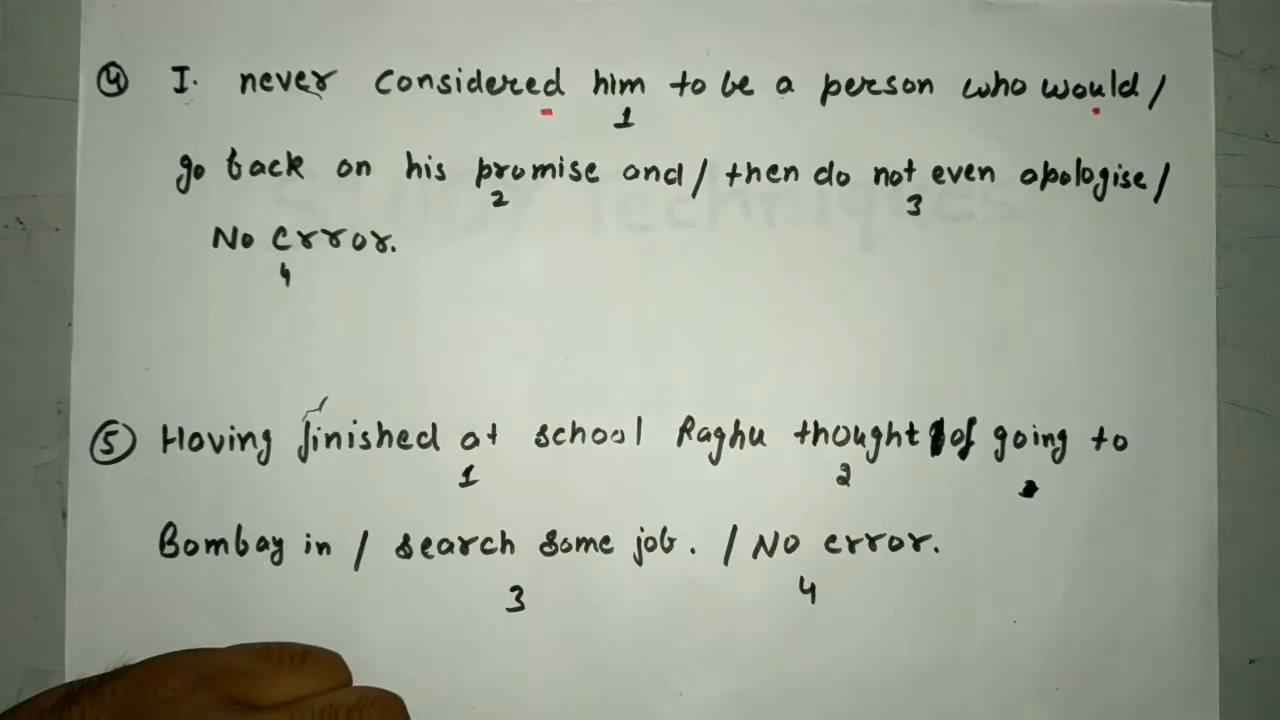 ④ I. never considered him to be a person who would /
1
go back on his promise and / then do not even apologise /
2 3
No error.
4
⑤ Having finished at school Raghu thought of going to
1 2
Bombay in / search some job. / No error.
3 4